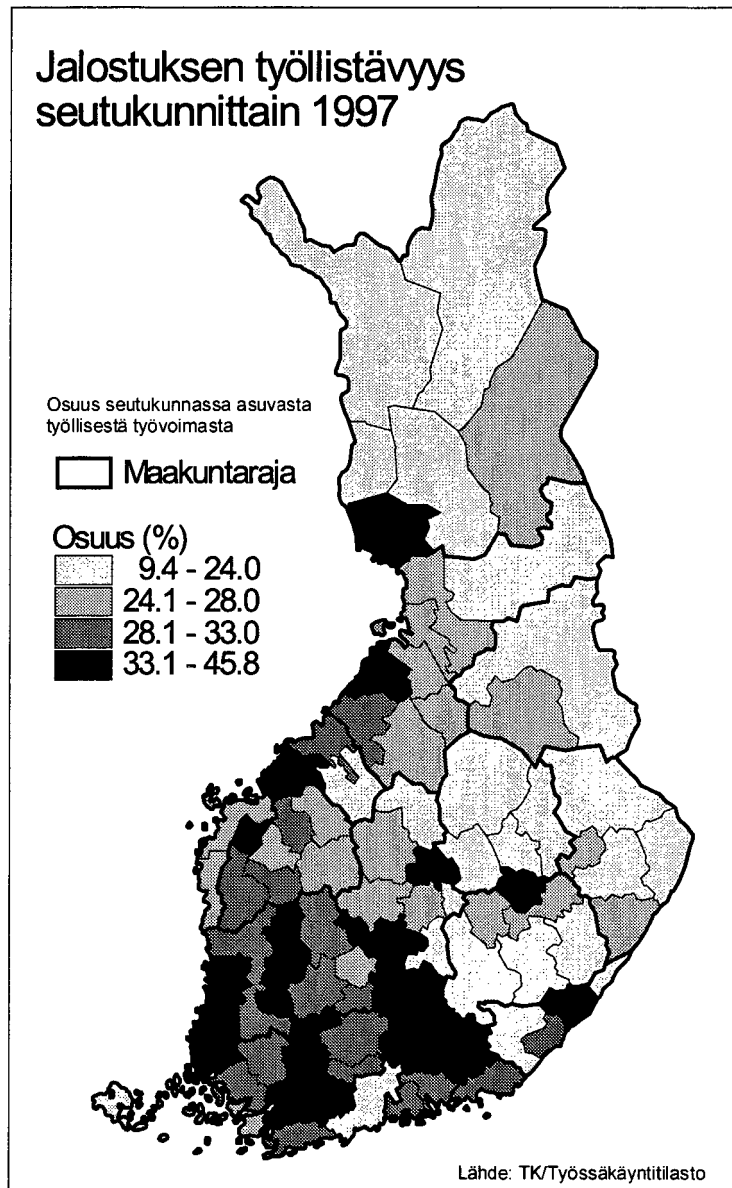 Jalostuksen työllistävyys
seutukunnittain 1997
Osuus seutukunnassa asuvasta
työllisestä työvoimasta
Maakuntaraja
Osuus (%)
9.4 - 24.0
24.1 - 28.0
28.1 - 33.0
33.1 - 45.8
Lähde: TK/Työssäkäyntitilasto